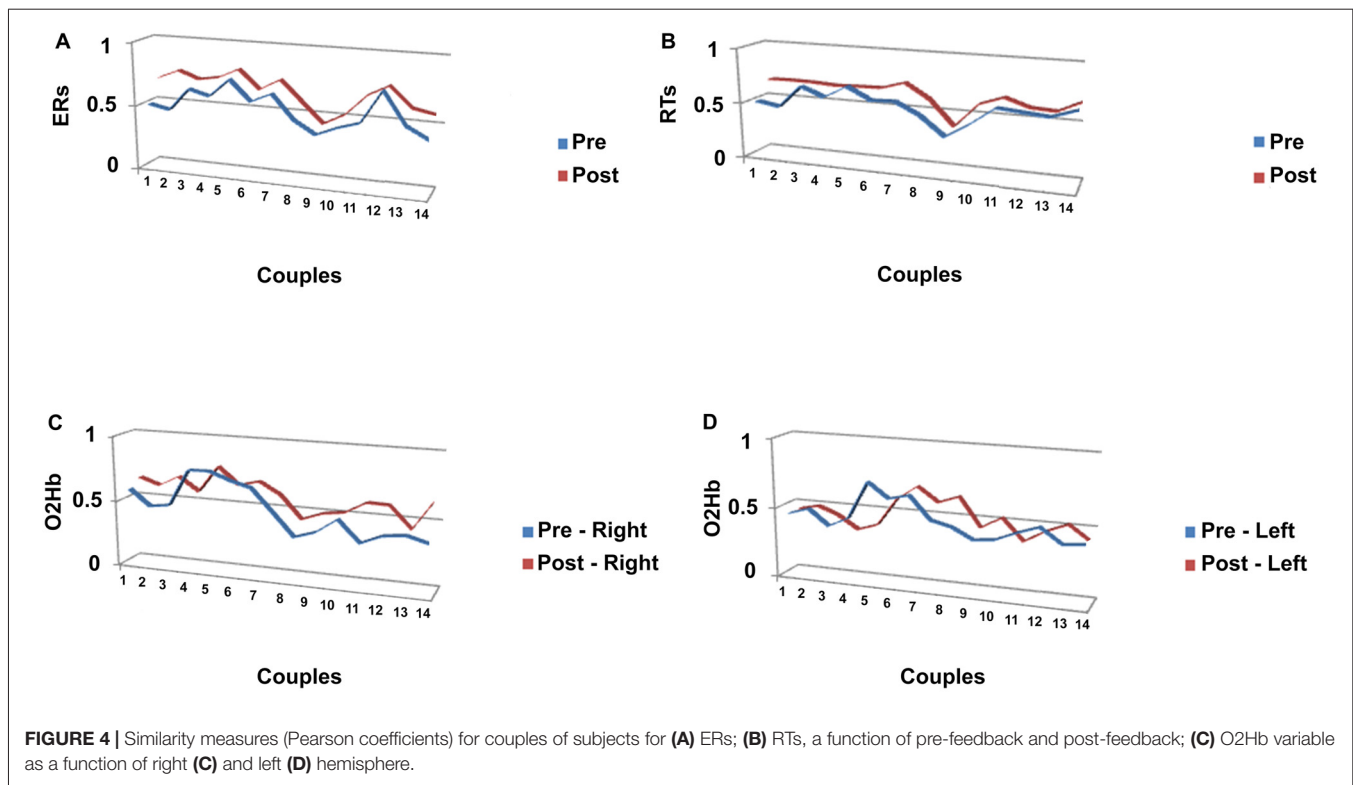 A
1
0.5
0
ERs
1 2 3 4 5 6 7 8 9 10 11 12 13 14
Couples
Pre
Post
B
1
0.5
0
RTs
1 2 3 4 5 6 7 8 9 10 11 12 13 14
Couples
Pre
Post
C
1
0.5
0
O2Hb
1 2 3 4 5 6 7 8 9 10 11 12 13 14
Couples
Pre - Right
Post - Right
D
1
0.5
0
O2Hb
1 2 3 4 5 6 7 8 9 10 11 12 13 14
Couples
Pre - Left
Post - Left
FIGURE 4 | Similarity measures (Pearson coefficients) for couples of subjects for (A) ERs; (B) RTs, a function of pre-feedback and post-feedback; (C) O2Hb variable
as a function of right (C) and left (D) hemisphere.